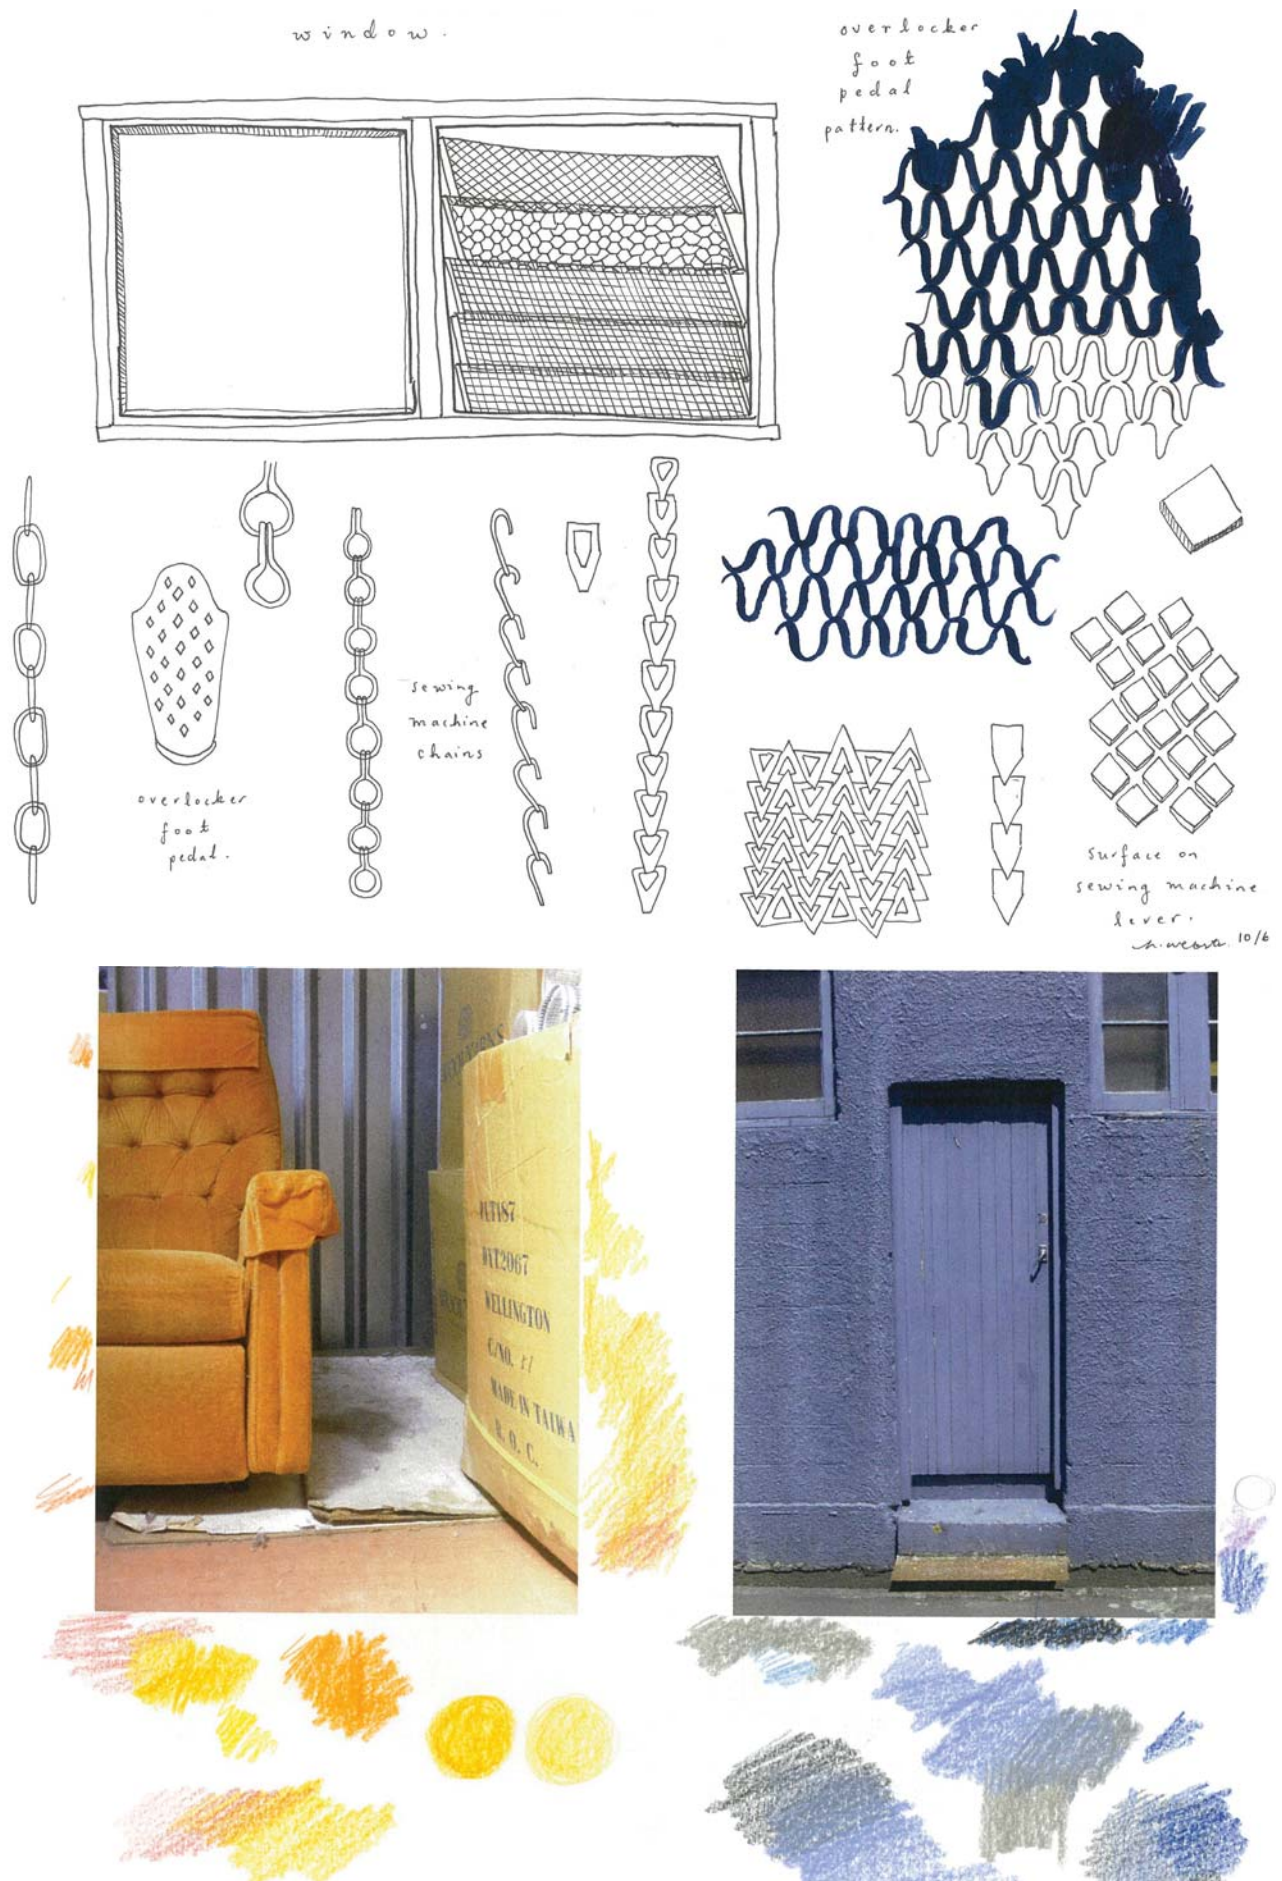 window.
overlocker
foot
pedal
pattern.
sewing
machine
chains
overlocker
foot
pedal.
surface on
sewing machine
lever.
10/6
WELLINGTON
C/NO.
MADE IN TAIWA
R. O. C.